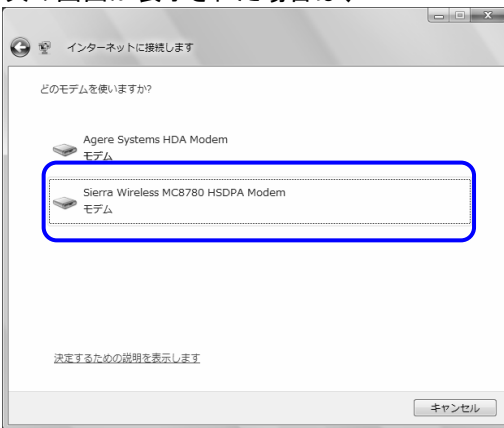 インターネットに接続します
どのモデムを使いますか?
Agere Systems HDA Modem
モデム
Sierra Wireless MC8780 HSDPA Modem
モデム
決定するための説明を表示します
キャンセル